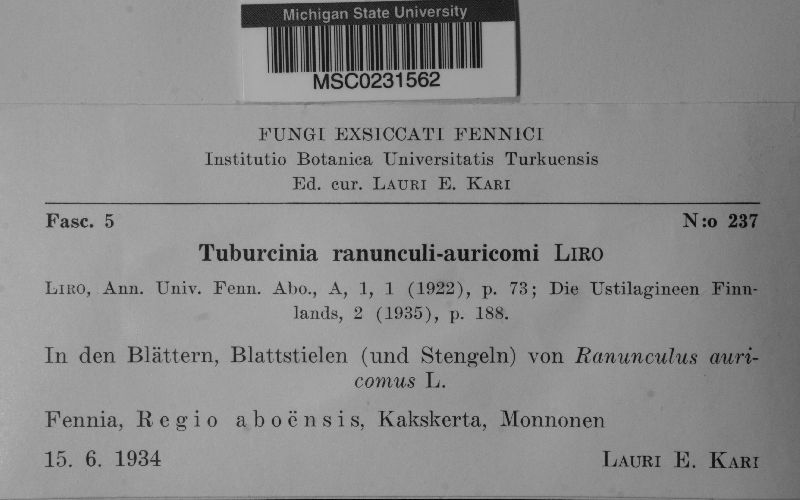 Michigan State University
MSC0231562
FUNGI EXSICCATI FENNICI
Institutio Botanica Universitatis Turkuensis
Ed. cur. LAURI E. KARI
Fasc. 5 N:o 237
Tuburcinia ranunculi-auricomi LIRO
LIRO, Ann. Univ. Fenn. Abo., A, 1, 1 (1922), p. 73; Die Ustilagineen Finn-
lands, 2 (1935), p. 188.
In den Blättern, Blattstielen (und Stengeln) von Ranunculus auri-
comus L.
Fennia, Regio aboënsis, Kakskerta, Monnonen
15. 6. 1934 LAURI E. KARI